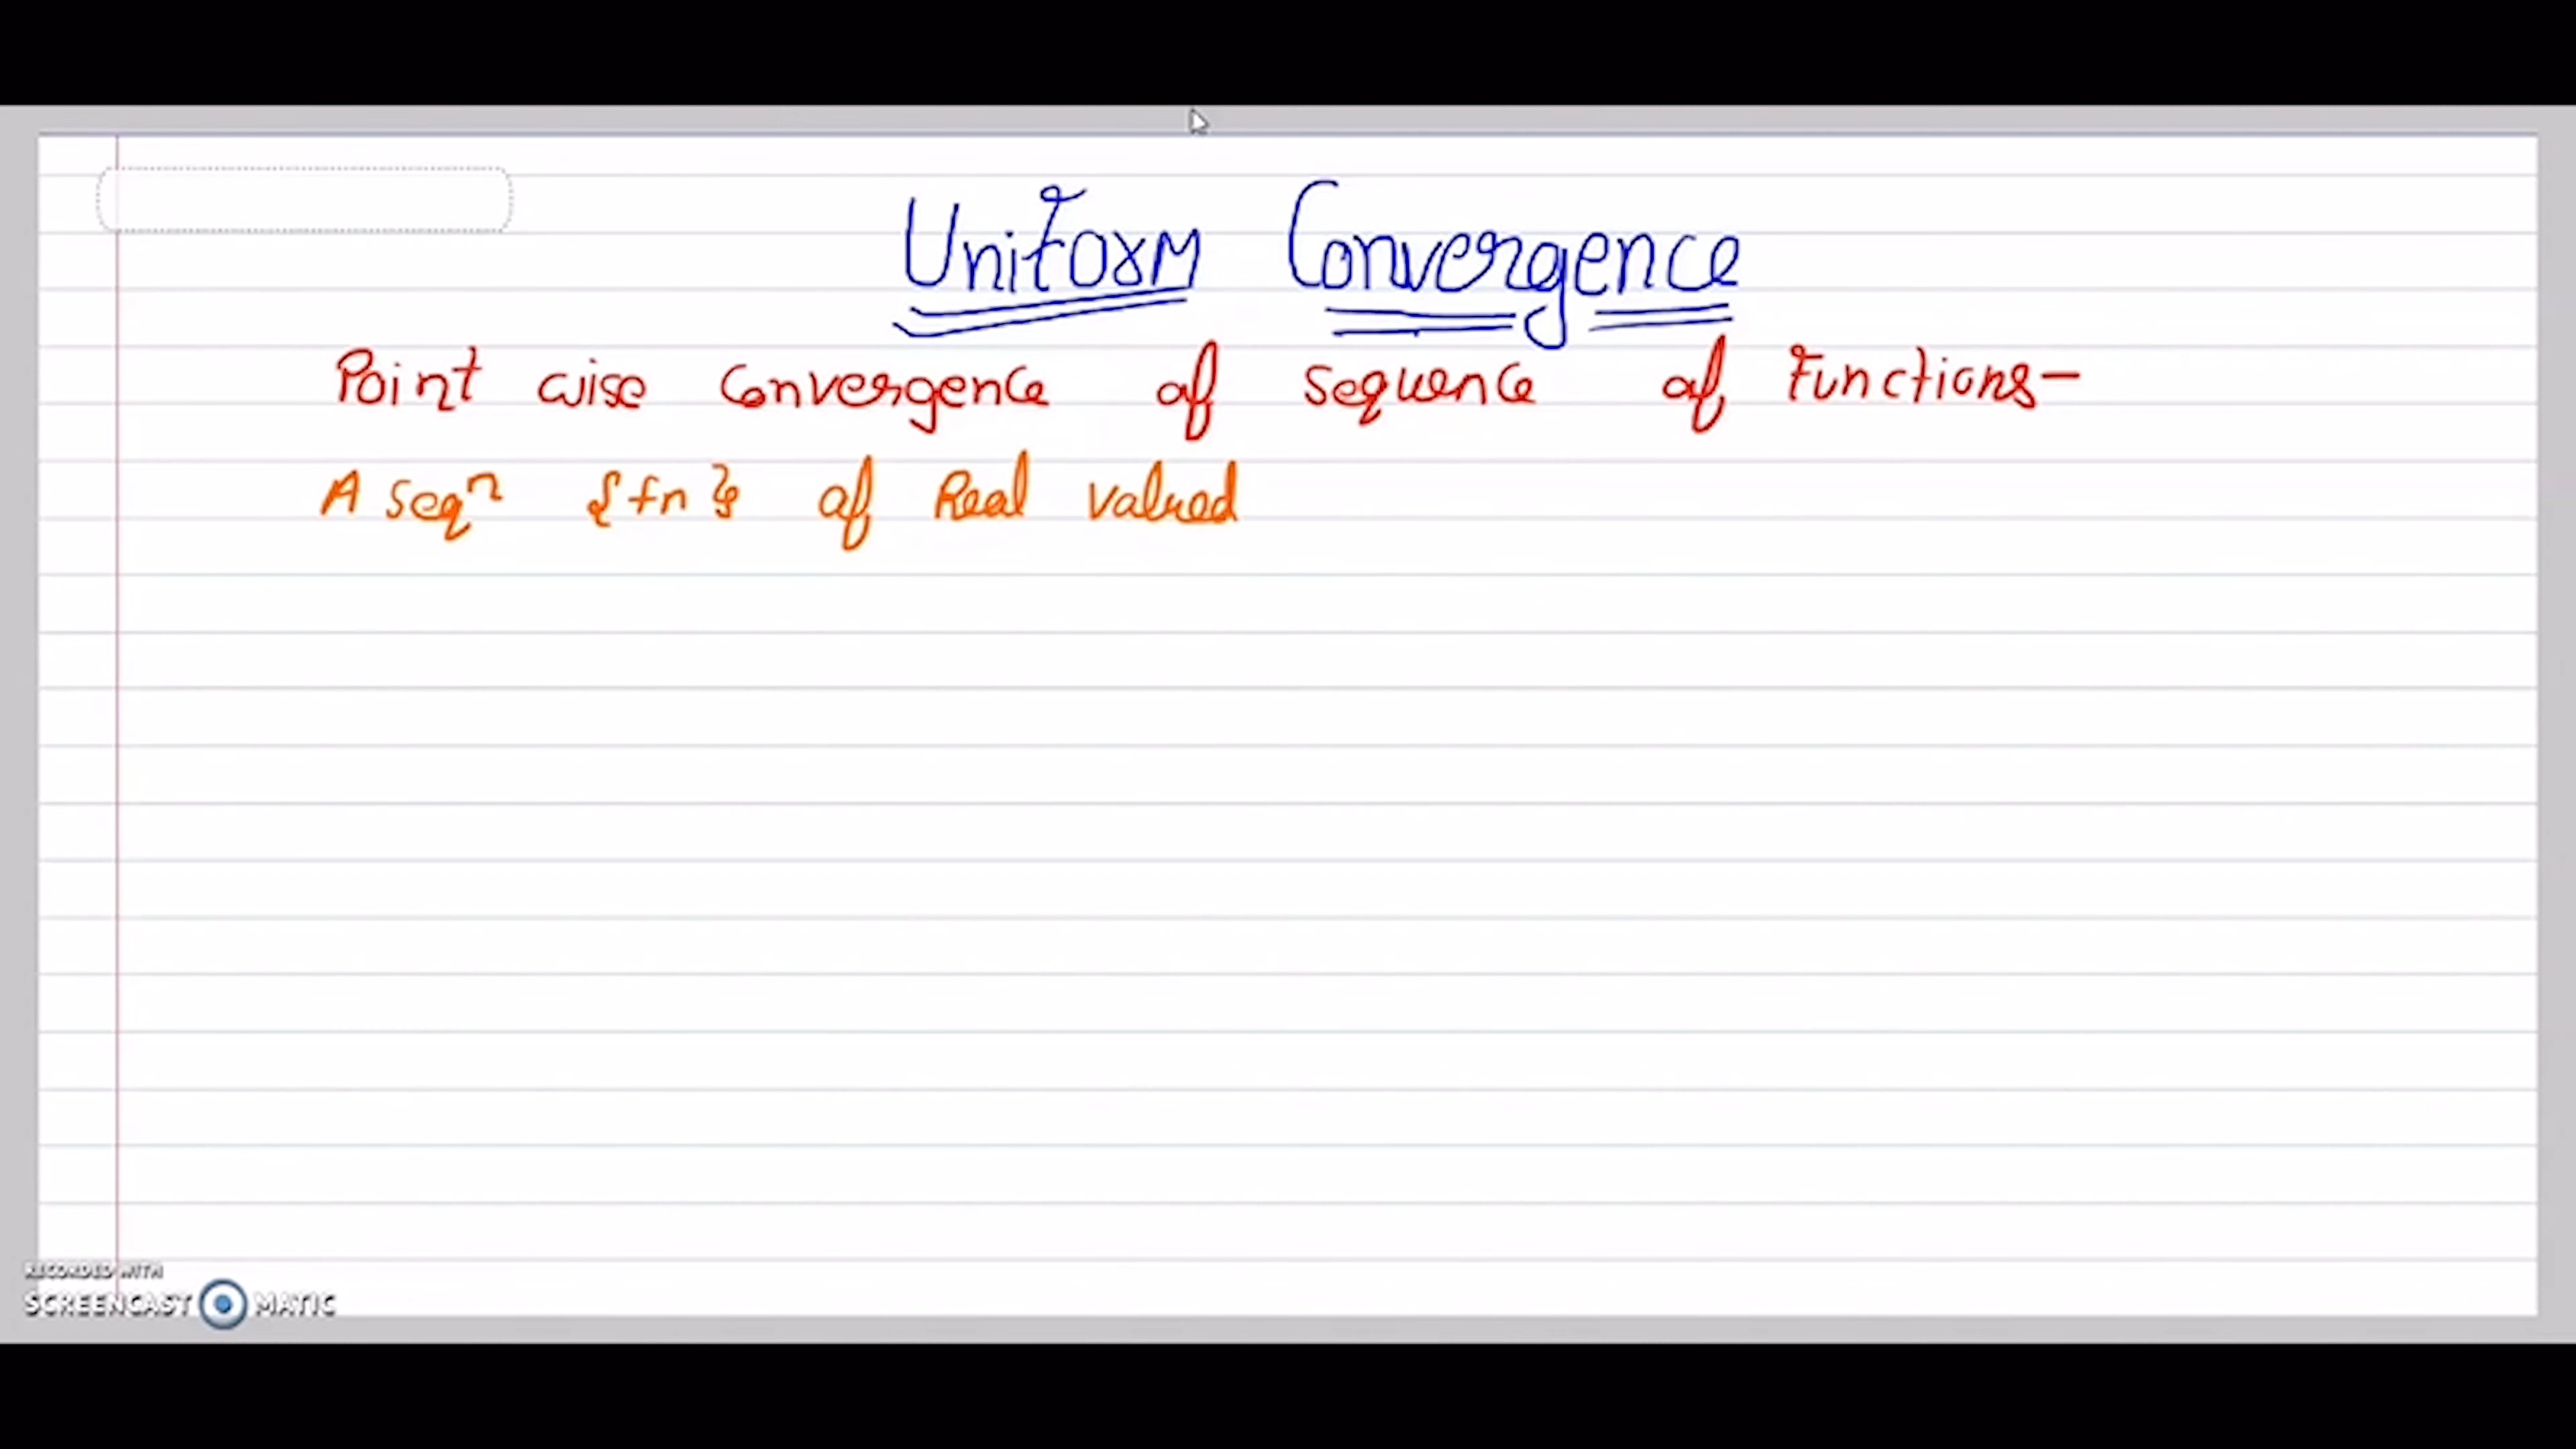 Uniform Convergence
Point wise Convergence of sequence of Functions-
A seqⁿ {fn} of Real valued
RECORDED WITH
SCREENCAST MATIC